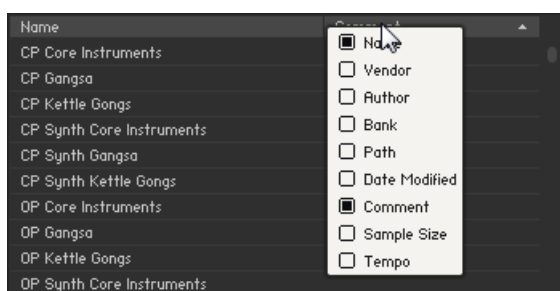 Name Comment
CP Core Instruments
CP Gangsa
CP Kettle Gongs
CP Synth Core Instruments
CP Synth Gangsa
CP Synth Kettle Gongs
OP Core Instruments
OP Gangsa
OP Kettle Gongs
OP Synth Core Instruments
Name
Vendor
Author
Bank
Path
Date Modified
Comment
Sample Size
Tempo